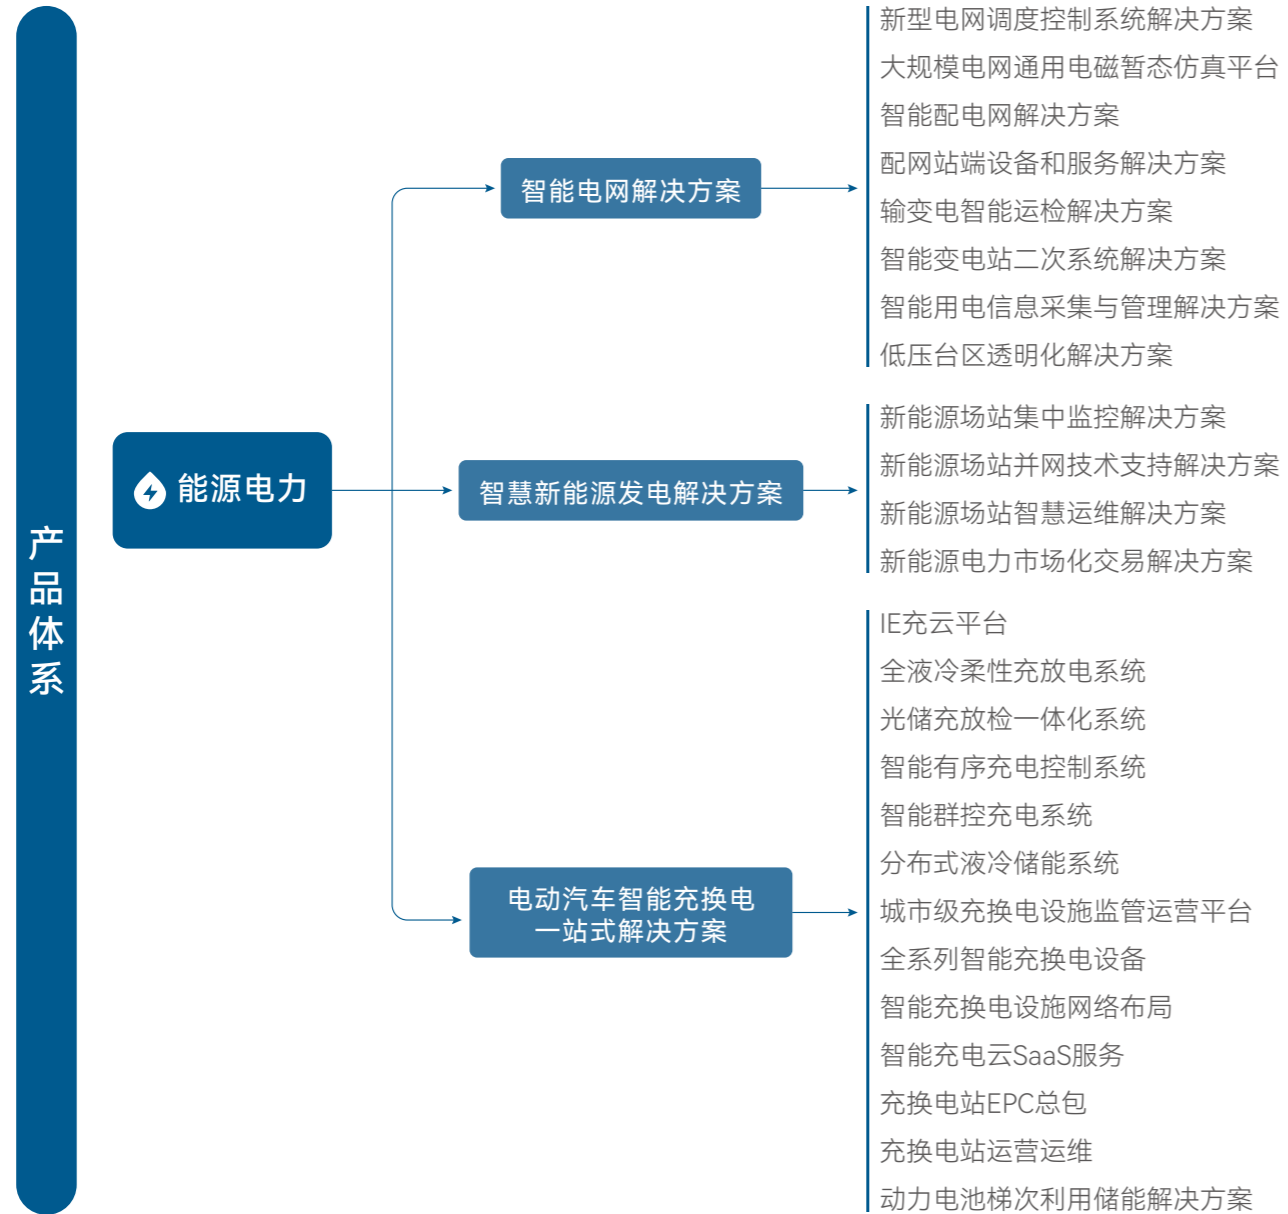 产品体系
能源电力
智能电网解决方案
新型电网调度控制系统解决方案
大规模电网通用电磁暂态仿真平台
智能配电网解决方案
配网站端设备和服务解决方案
输变电智能运检解决方案
智能变电站二次系统解决方案
智能用电信息采集与管理解决方案
低压台区透明化解决方案
智慧新能源发电解决方案
新能源场站集中监控解决方案
新能源场站并网技术支持解决方案
新能源场站智慧运维解决方案
新能源电力市场化交易解决方案
电动汽车智能充换电
一站式解决方案
IE充云平台
全液冷柔性充放电系统
光储充放检一体化系统
智能有序充电控制系统
智能群控充电系统
分布式液冷储能系统
城市级充换电设施监管运营平台
全系列智能充换电设备
智能充换电设施网络布局
智能充电云SaaS服务
充换电站EPC总包
充换电站运营运维
动力电池梯次利用储能解决方案